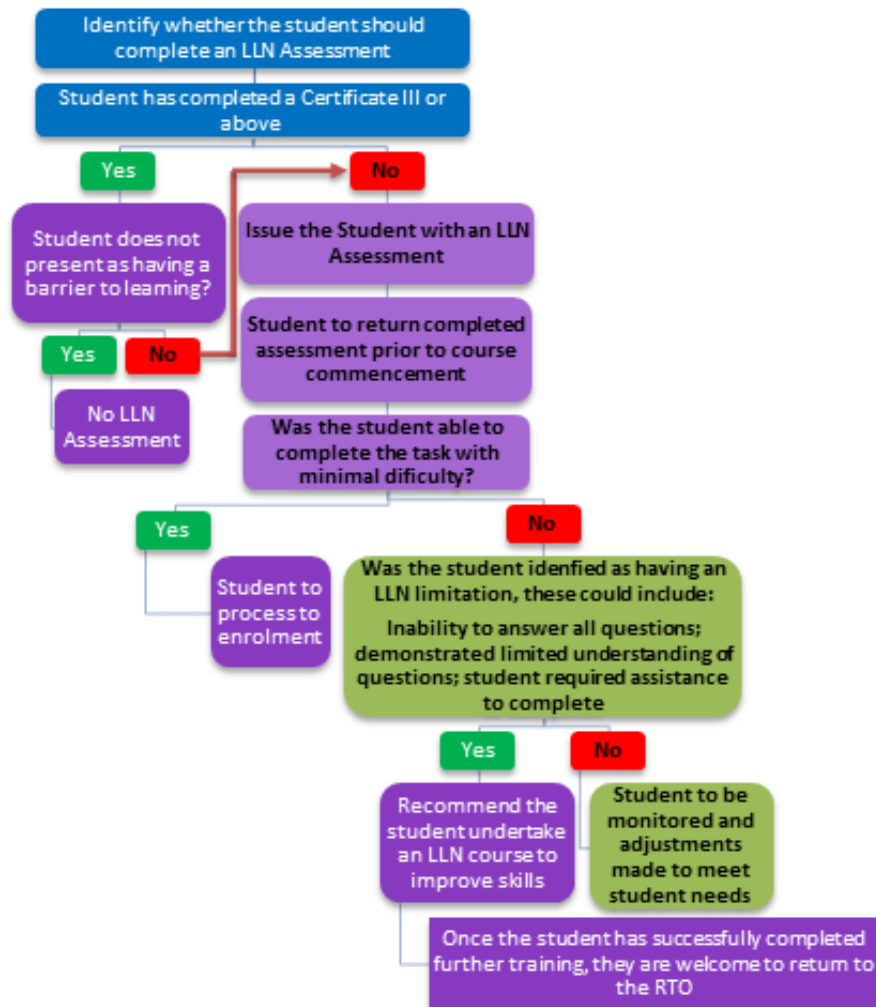 Identify whether the student should
complete an LLN Assessment
Student has completed a Certificate III or
above
Yes
No
Student does not
present as having a
barrier to learning?
Issue the Student with an LLN
Assessment
Student to return completed
assessment prior to course
commencement
Yes
No
No LLN
Assessment
Was the student able to
complete the task with
minimal dificulty?
Yes
No
Student to
process to
enrolment
Was the student idenfied as having an
LLN limitation, these could include:
Inability to answer all questions;
demonstrated limited understanding of
questions; student required assistance
to complete
Yes
No
Recommend the
student undertake
an LLN course to
improve skills
Student to be
monitored and
adjustments
made to meet
student needs
Once the student has successfully completed
further training, they are welcome to return to
the RTO